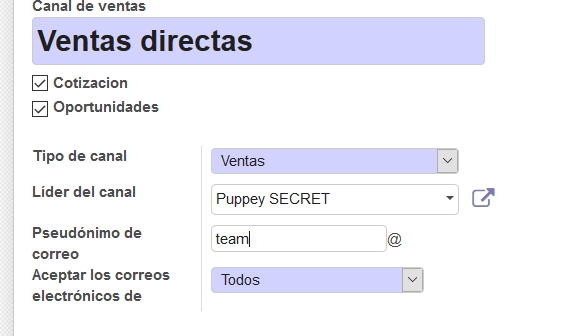 Canal de ventas
Ventas directas
Cotizacion
Oportunidades
Tipo de canal
Ventas
Líder del canal
Puppey SECRET
Pseudónimo de
correo
team
@
Aceptar los correos
electrónicos de
Todos